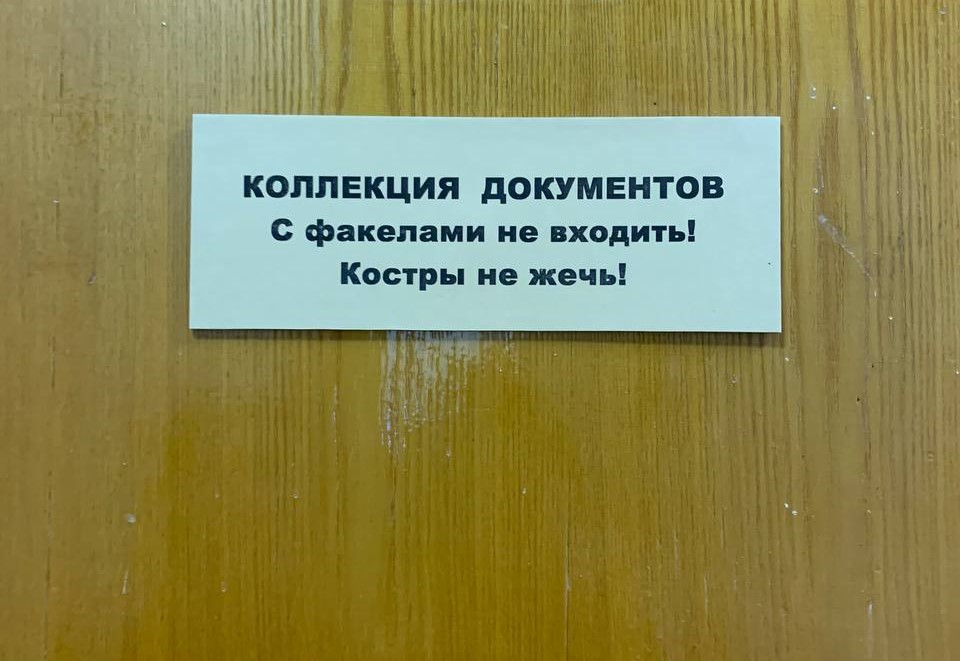 КОЛЛЕКЦИЯ ДОКУМЕНТОВ
С факелами не входить!
Костры не жечь!